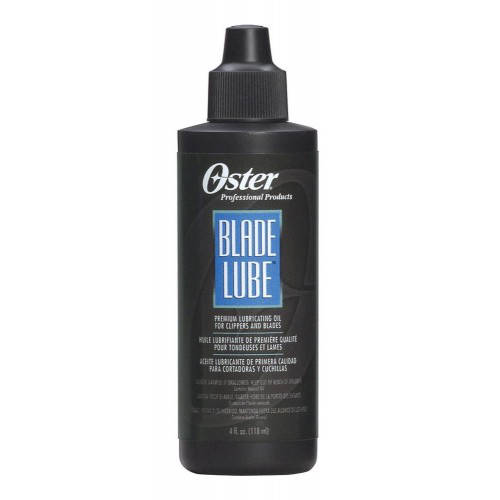 Oster
Professional Products
BLADE
LUBE™
PREMIUM LUBRICATING OIL
FOR CLIPPERS AND BLADES
HUILE LUBRIFIANTE DE PREMIÈRE QUALITÉ
POUR TONDEUSES ET LAMES
ACEITE LUBRICANTE DE PRIMERA CALIDAD
PARA CORTADORAS Y CUCHILLAS
4 fl. oz. (118 ml)